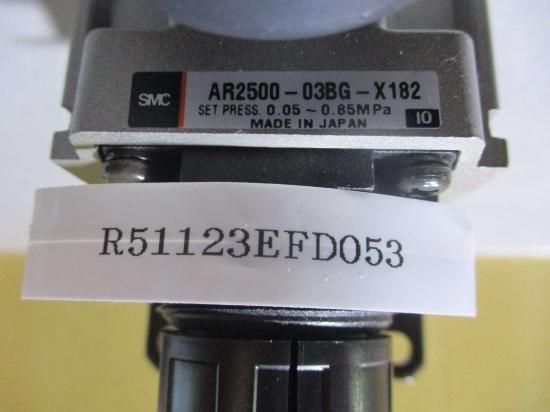 SMC
AR2500-03BG-X182
SET PRESS. 0.05~0.85MPa
MADE IN JAPAN
IO
R51123EFD053